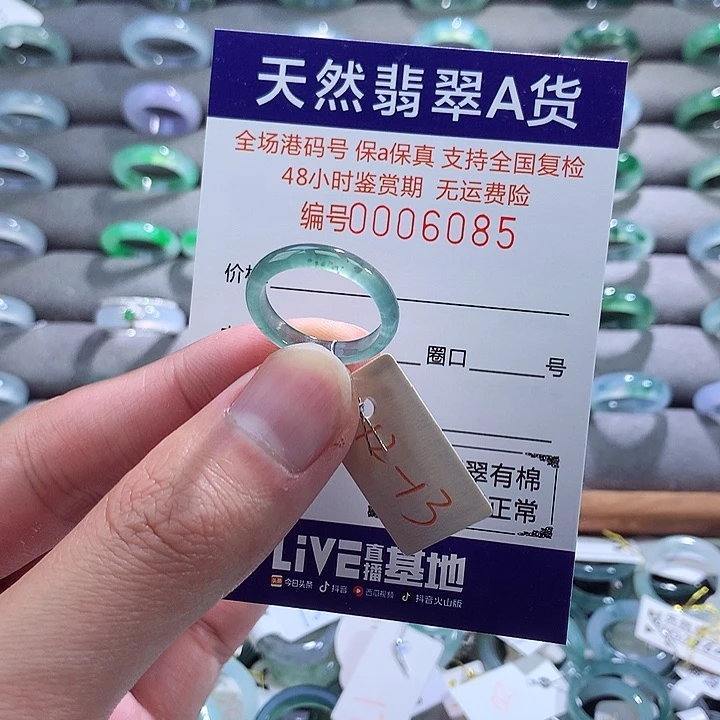 天然翡翠A货
全场港码号 保a保真 支持全国复检
48小时鉴赏期 无运费险
编号0006085
价
圈口 号
翠有棉
正常
LiVE直播基地
今日头条 抖音 西瓜视频 抖音火山版